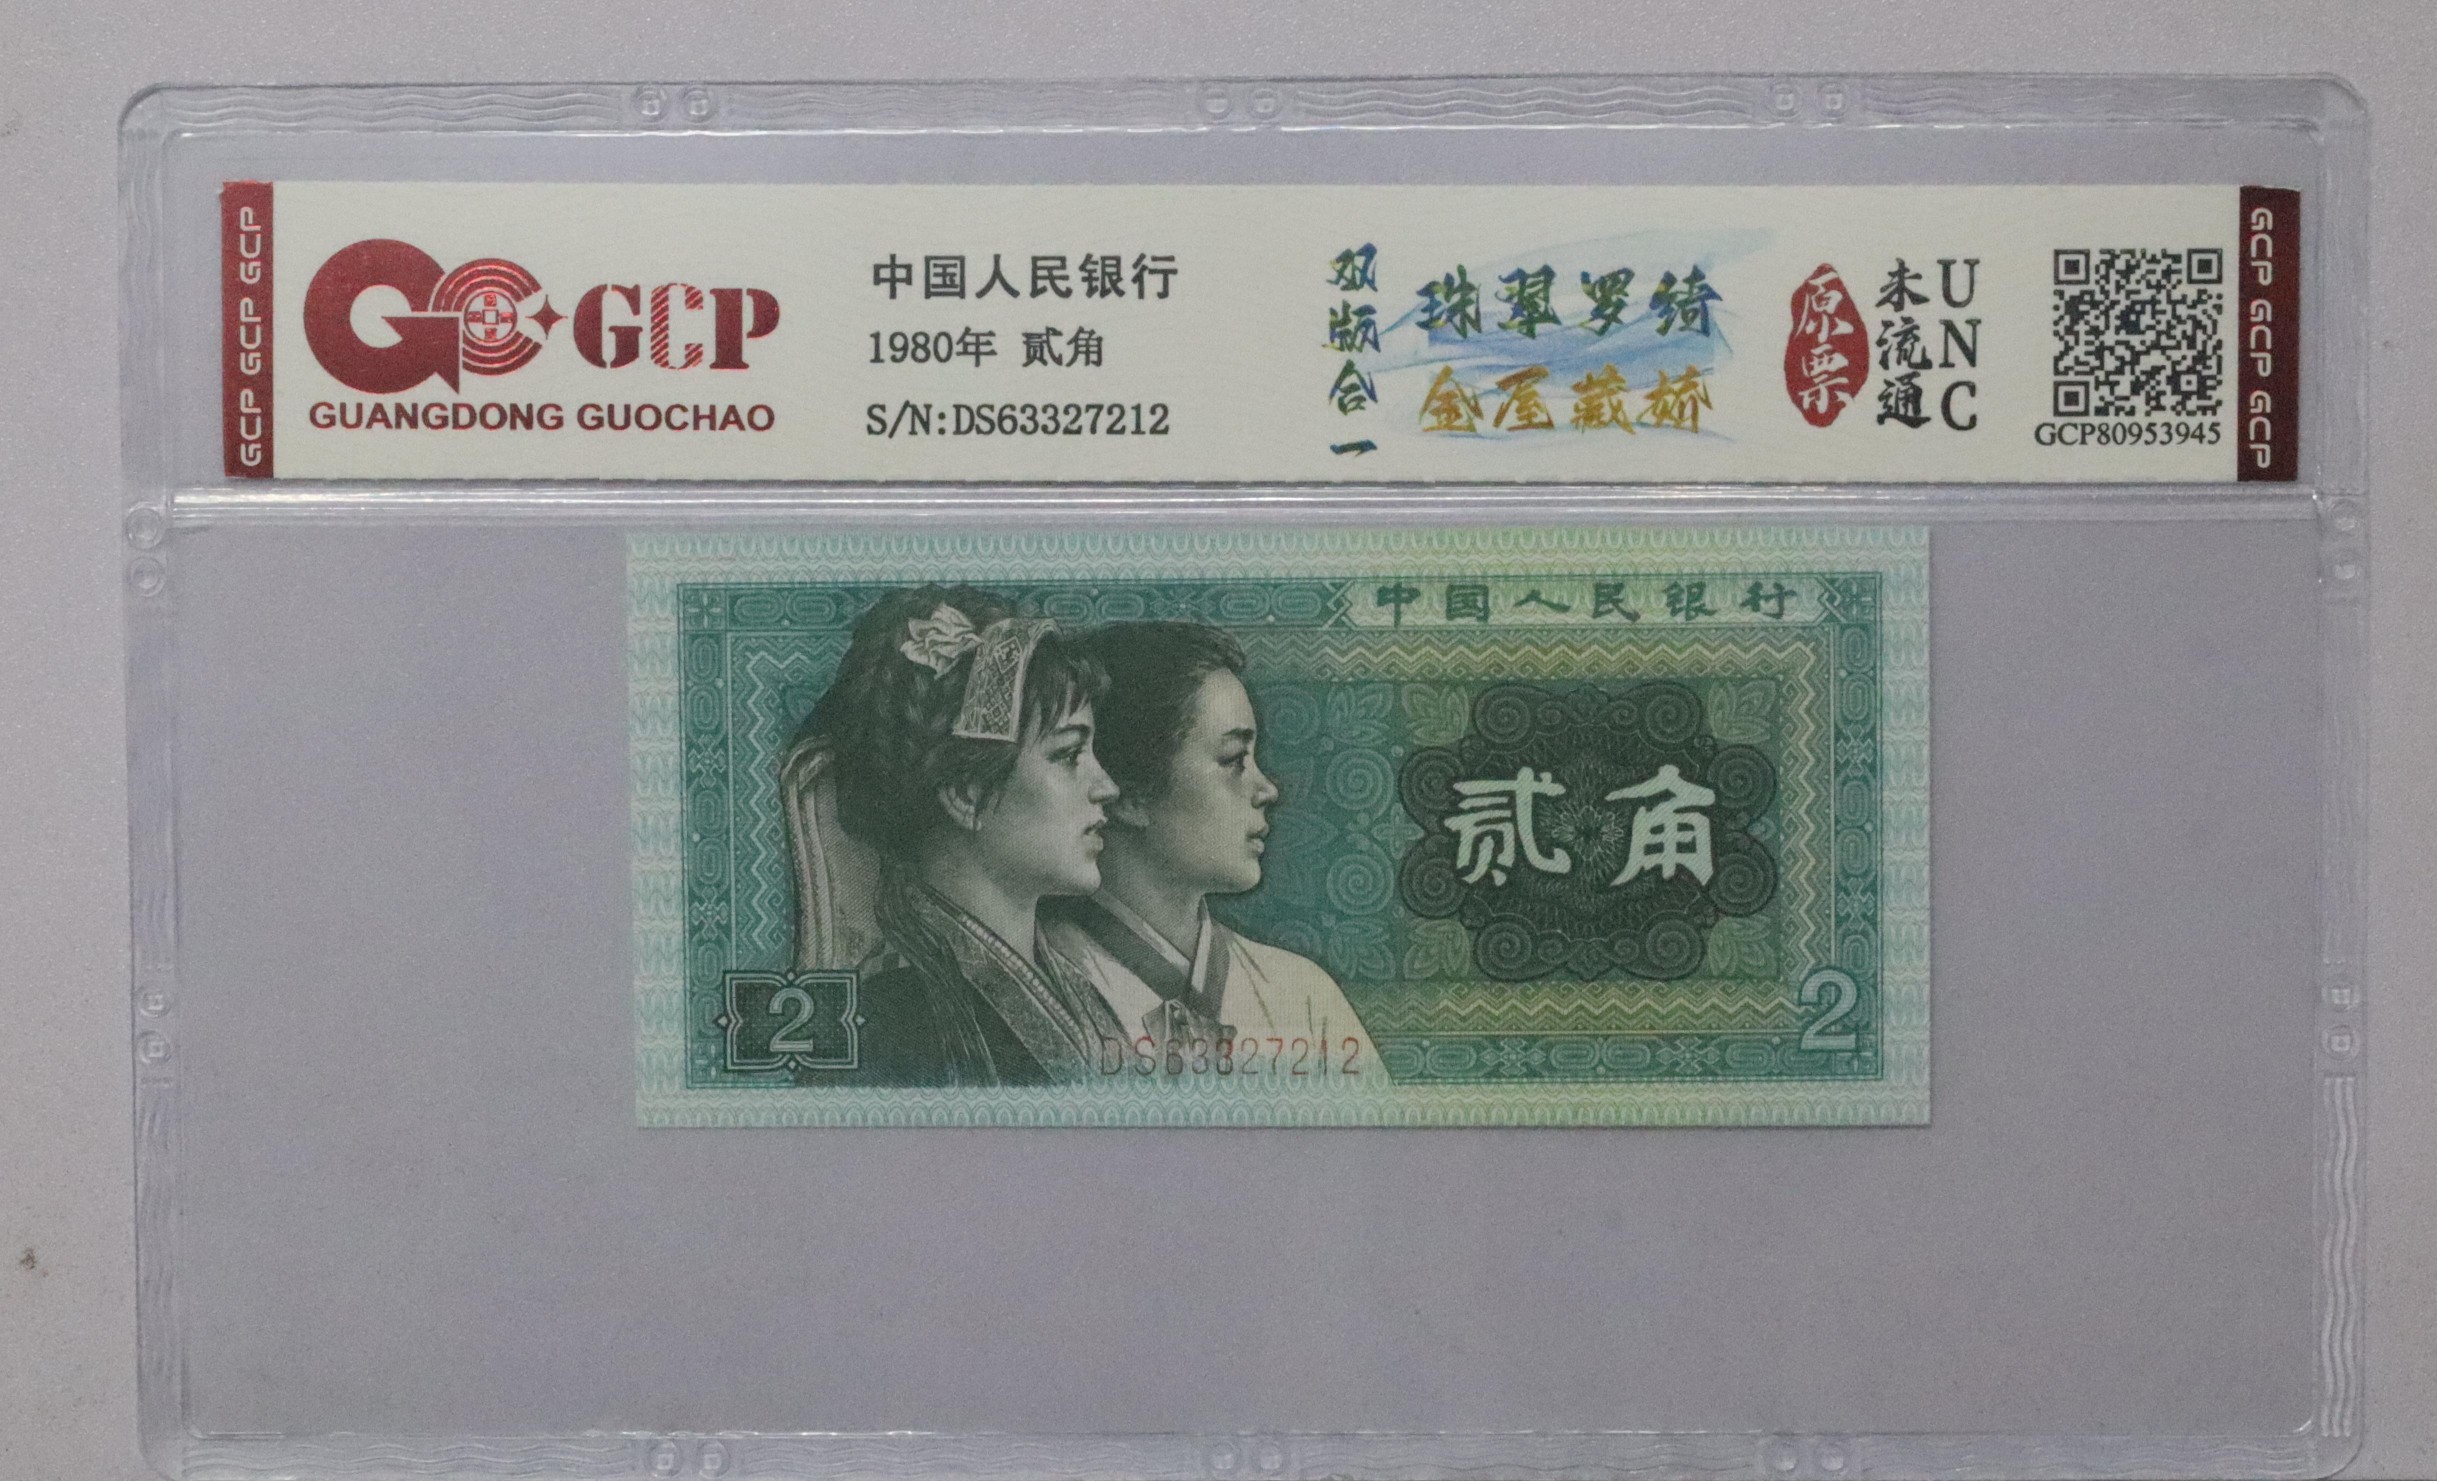 GCP GCP GCP
GCP
GUANGDONG GUOCHAO
中国人民银行
1980年 贰角
S/N:DS63327212
双版合一
珠翠罗绮
金屋藏娇
原票
未流通
UNC
GCP80953945
GCP GCP GCP
中国人民银行
贰角
2
2
DS63327212